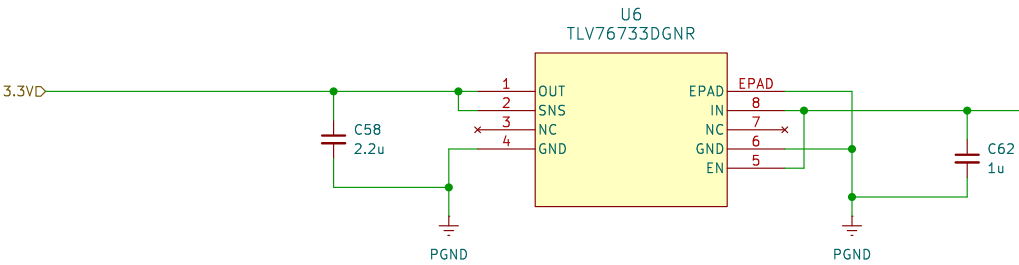 U6
TLV76733DGNR
3.3V
1 OUT EPAD EPAD
2 SNS IN 8
3 NC NC 7
4 GND GND 6
EN 5
C58
2.2u
C62
1u
PGND PGND